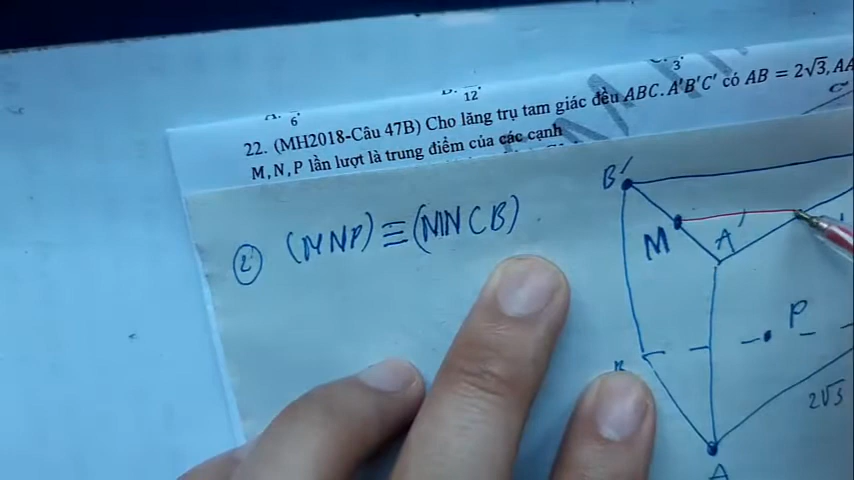 A. 6
12
3
22. (MH2018-Câu 47B) Cho lăng trụ tam giác đều ABC.A'B'C' có AB = 2√3, AA
M, N, P lần lượt là trung điểm của các cạnh
2 (MNP) ≡ (MNCB)
B'
M A'
P
B
2√3
A